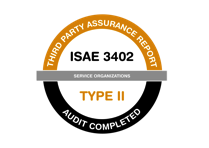 THIRD PARTY ASSURANCE REPORT
ISAE 3402
SERVICE ORGANIZATIONS
TYPE II
AUDIT COMPLETED